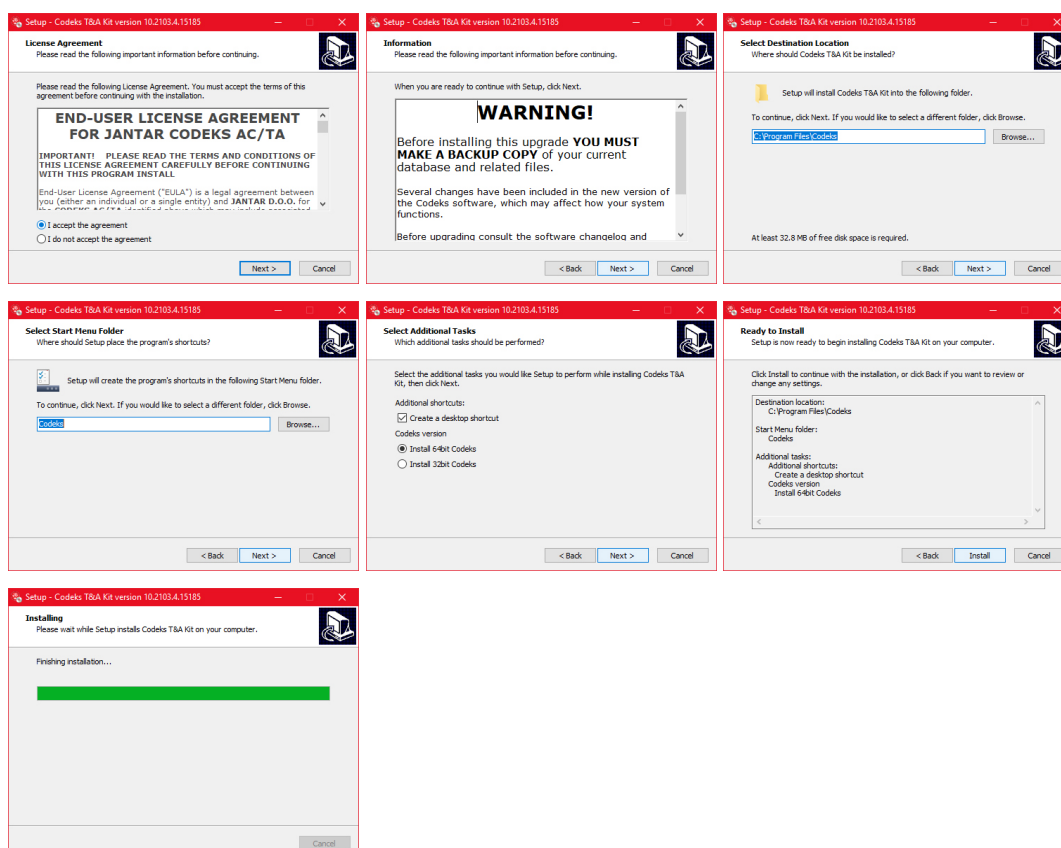 Setup - Codeks T&A Kit version 10.2103.4.15185
License Agreement
Please read the following important information before continuing.
Please read the following License Agreement. You must accept the terms of this
agreement before continuing with the installation.
END-USER LICENSE AGREEMENT
FOR JANTAR CODEKS AC/TA
IMPORTANT! PLEASE READ THE TERMS AND CONDITIONS OF
THIS LICENSE AGREEMENT CAREFULLY BEFORE CONTINUING
WITH THIS PROGRAM INSTALL
End-User License Agreement ("EULA") is a legal agreement between
you (either an individual or a single entity) and JANTAR D.O.O. for
the CODEKS AC/TA identified above which may include associated
I accept the agreement
I do not accept the agreement
Next >
Cancel
Setup - Codeks T&A Kit version 10.2103.4.15185
Information
Please read the following important information before continuing.
When you are ready to continue with Setup, click Next.
WARNING!
Before installing this upgrade YOU MUST
MAKE A BACKUP COPY of your current
database and related files.
Several changes have been included in the new version of
the Codeks software, which may affect how your system
functions.
Before upgrading consult the software changelog and
< Back
Next >
Cancel
Setup - Codeks T&A Kit version 10.2103.4.15185
Select Destination Location
Where should Codeks T&A Kit be installed?
Setup will install Codeks T&A Kit into the following folder.
To continue, click Next. If you would like to select a different folder, click Browse.
C:\Program Files\Codeks
Browse...
At least 32.8 MB of free disk space is required.
< Back
Next >
Cancel
Setup - Codeks T&A Kit version 10.2103.4.15185
Select Start Menu Folder
Where should Setup place the program's shortcuts?
Setup will create the program's shortcuts in the following Start Menu folder.
To continue, click Next. If you would like to select a different folder, click Browse.
Codeks
Browse...
< Back
Next >
Cancel
Setup - Codeks T&A Kit version 10.2103.4.15185
Select Additional Tasks
Which additional tasks should be performed?
Select the additional tasks you would like Setup to perform while installing Codeks T&A
Kit, then click Next.
Additional shortcuts:
Create a desktop shortcut
Codeks version
Install 64bit Codeks
Install 32bit Codeks
< Back
Next >
Cancel
Setup - Codeks T&A Kit version 10.2103.4.15185
Ready to Install
Setup is now ready to begin installing Codeks T&A Kit on your computer.
Click Install to continue with the installation, or click Back if you want to review or
change any settings.
Destination location:
C:\Program Files\Codeks
Start Menu folder:
Codeks
Additional tasks:
Additional shortcuts:
Create a desktop shortcut
Codeks version
Install 64bit Codeks
< Back
Install
Cancel
Setup - Codeks T&A Kit version 10.2103.4.15185
Installing
Please wait while Setup installs Codeks T&A Kit on your computer.
Finishing installation...
Cancel